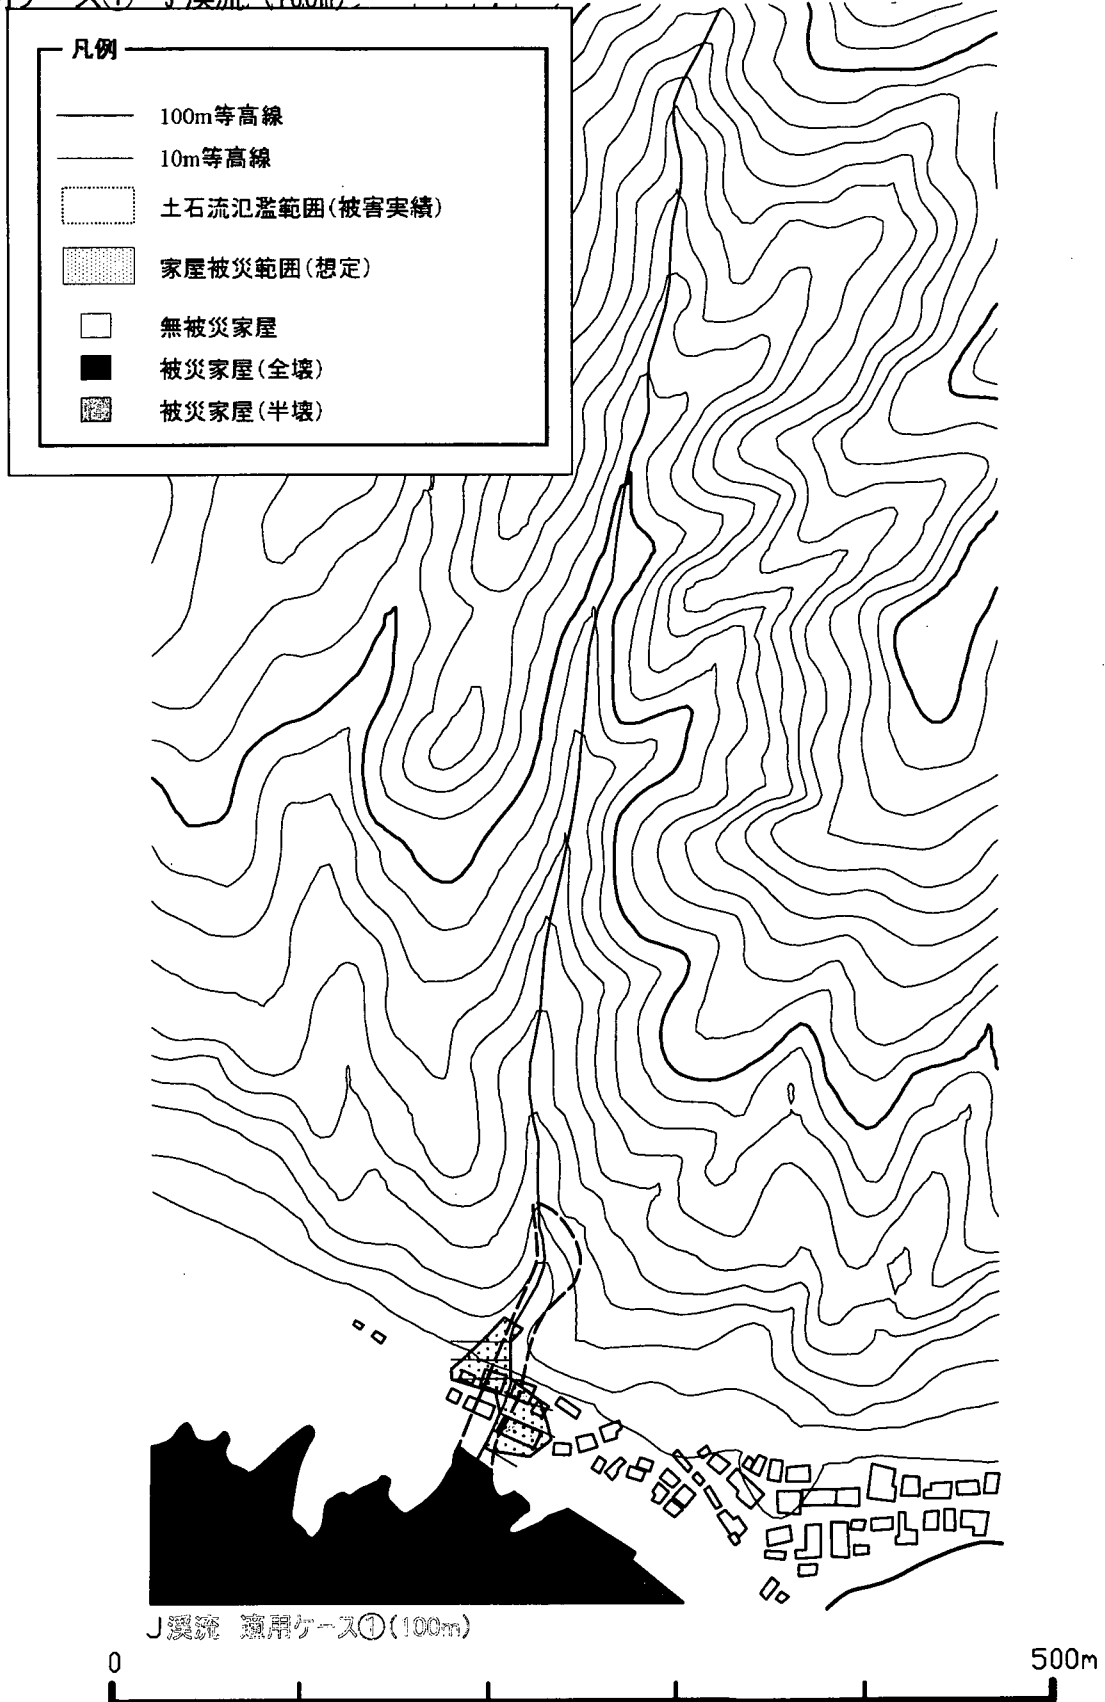 凡例
100m等高線
10m等高線
土石流氾濫範囲(被害実績)
家屋被災範囲(想定)
無被災家屋
被災家屋(全壊)
被災家屋(半壊)
J渓流 適用ケース①(100m)
0 500m